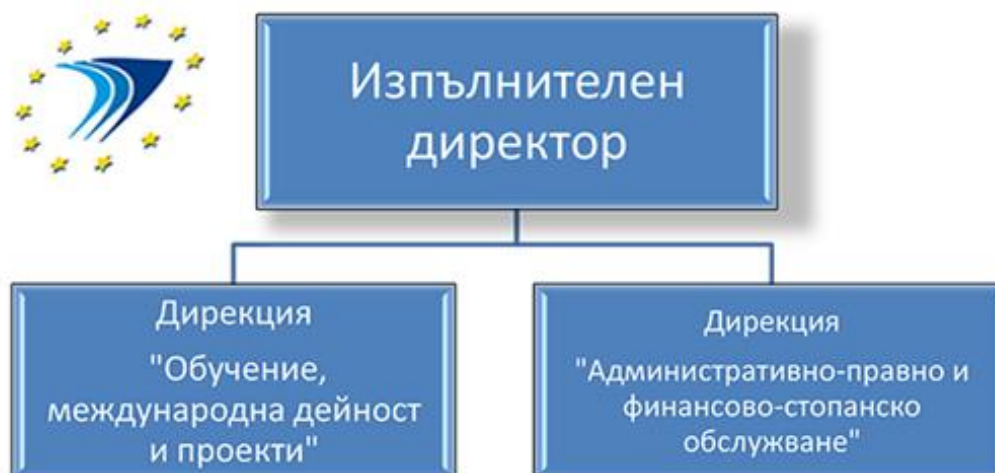 Изпълнителен
директор
Дирекция
"Обучение,
международна дейност
и проекти"
Дирекция
"Административно-правно и
финансово-стопанско
обслужване"